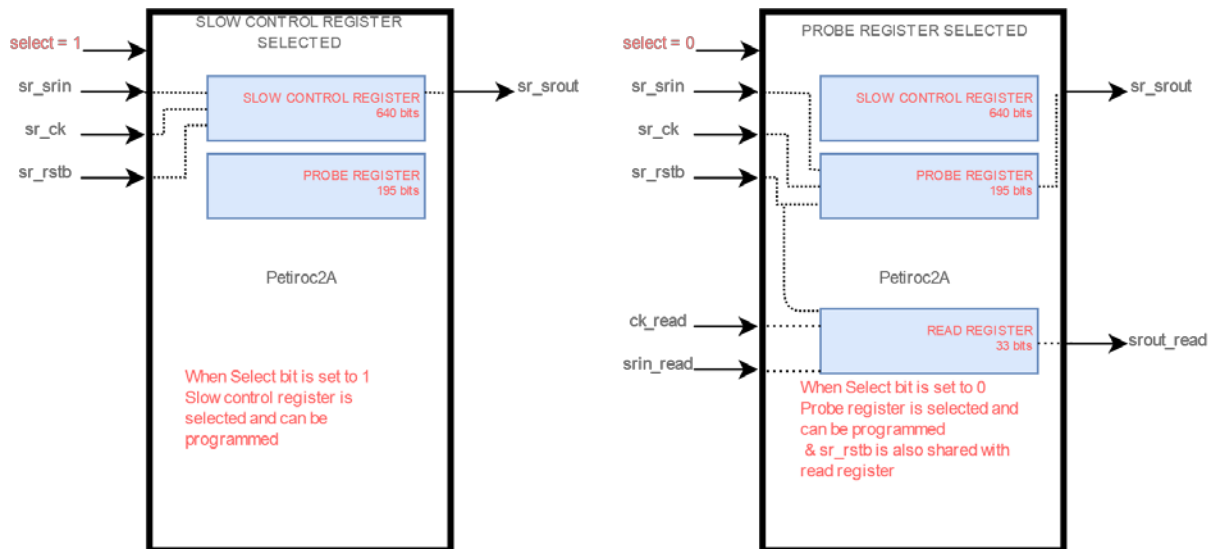 SLOW CONTROL REGISTER
SELECTED
select = 1
sr_srin
sr_ck
sr_rstb
SLOW CONTROL REGISTER
640 bits
PROBE REGISTER
195 bits
sr_srout
Petiroc2A
When Select bit is set to 1
Slow control register is
selected and can be
programmed
PROBE REGISTER SELECTED
select = 0
sr_srin
sr_ck
sr_rstb
SLOW CONTROL REGISTER
640 bits
PROBE REGISTER
195 bits
sr_srout
Petiroc2A
ck_read
srin_read
READ REGISTER
33 bits
srout_read
When Select bit is set to 0
Probe register is selected and
can be programmed
& sr_rstb is also shared with
read register